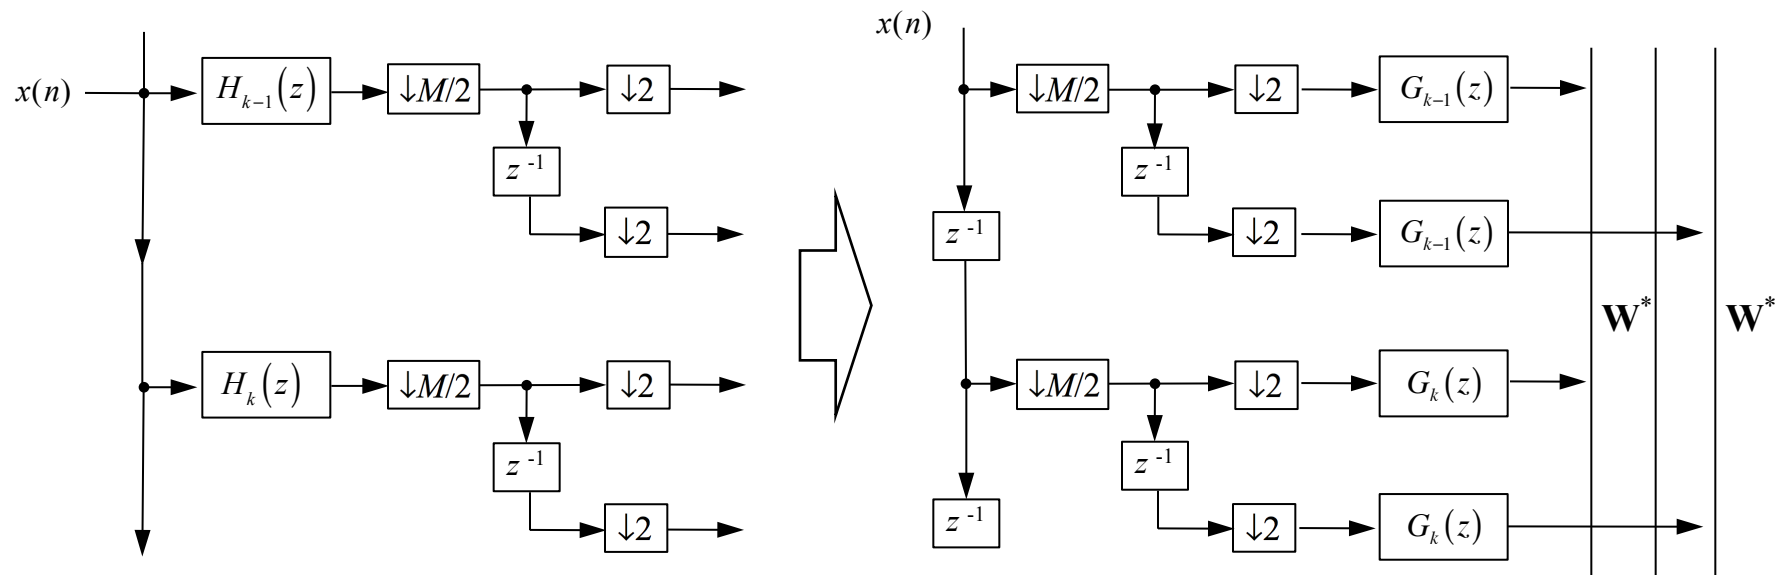 x(n)
x(n) H_{k-1}(z) ↓M/2 ↓2 ↓M/2 ↓2 G_{k-1}(z)
z^{-1} z^{-1}
↓2 z^{-1} ↓2 G_{k-1}(z)
W^* W^*
H_k(z) ↓M/2 ↓2 ↓M/2 ↓2 G_k(z)
z^{-1} z^{-1}
↓2 z^{-1} ↓2 G_k(z)